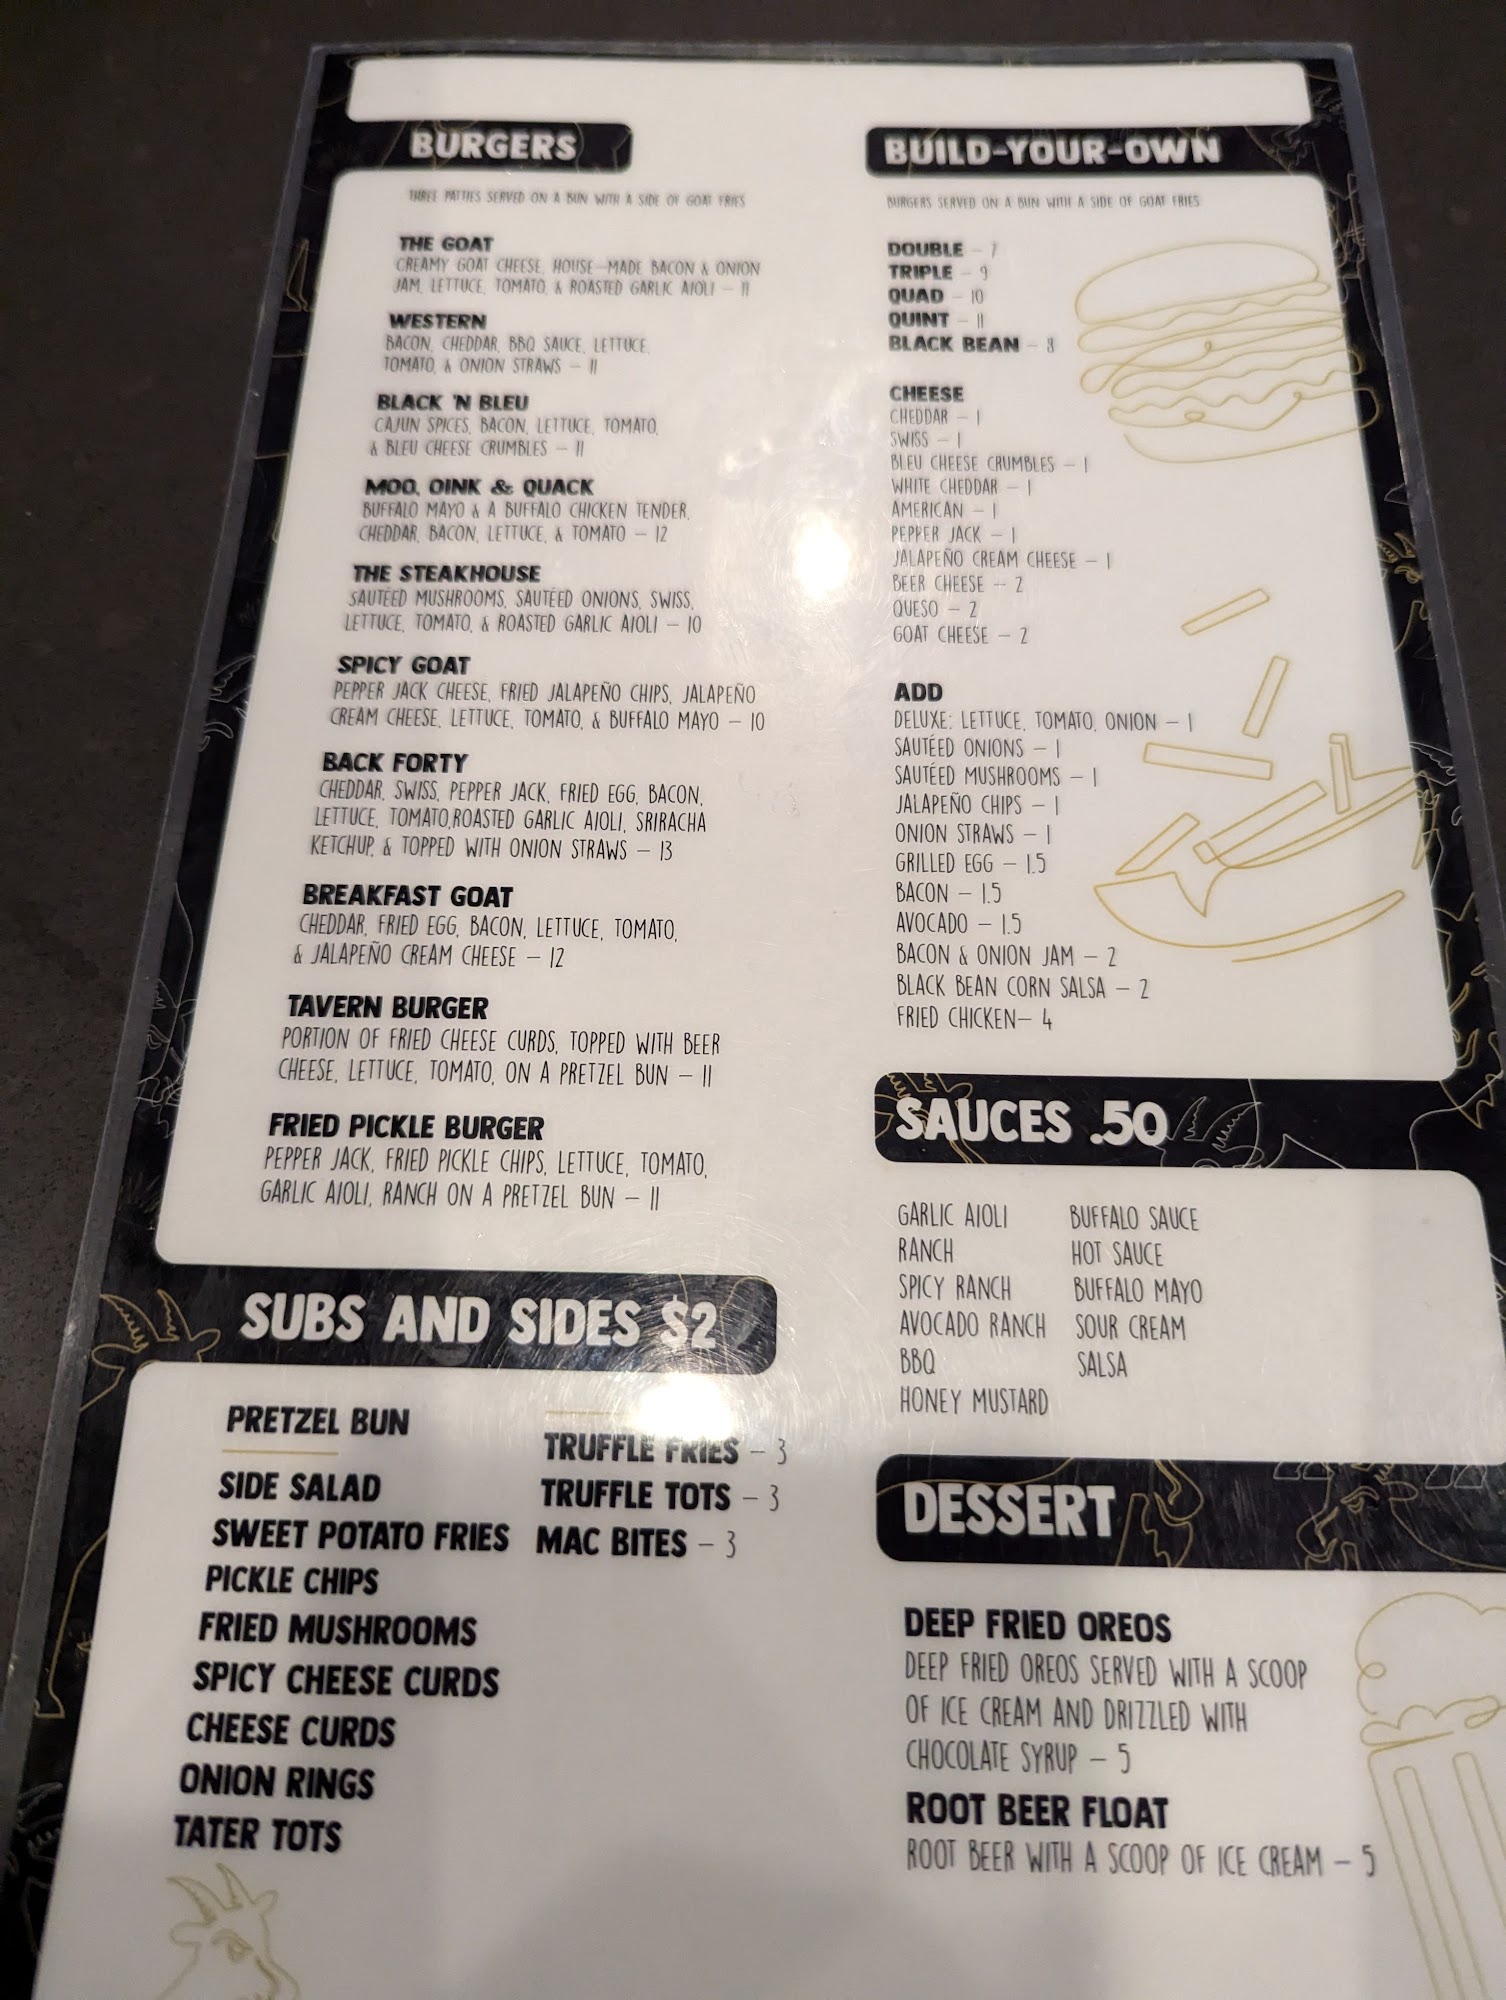 BURGERS
THREE PATTIES SERVED ON A BUN WITH A SIDE OF GOAT FRIES
THE GOAT
CREAMY GOAT CHEESE, HOUSE-MADE BACON & ONION
JAM, LETTUCE, TOMATO, & ROASTED GARLIC AIOLI – 11
WESTERN
BACON, CHEDDAR, BBQ SAUCE, LETTUCE,
TOMATO, & ONION STRAWS – 11
BLACK 'N BLEU
CAJUN SPICES, BACON, LETTUCE, TOMATO,
& BLEU CHEESE CRUMBLES – 11
MOO, OINK & QUACK
BUFFALO MAYO & A BUFFALO CHICKEN TENDER,
CHEDDAR, BACON, LETTUCE, & TOMATO – 12
THE STEAKHOUSE
SAUTÉED MUSHROOMS, SAUTÉED ONIONS, SWISS,
LETTUCE, TOMATO, & ROASTED GARLIC AIOLI – 10
SPICY GOAT
PEPPER JACK CHEESE, FRIED JALAPEÑO CHIPS, JALAPEÑO
CREAM CHEESE, LETTUCE, TOMATO, & BUFFALO MAYO – 10
BACK FORTY
CHEDDAR, SWISS, PEPPER JACK, FRIED EGG, BACON,
LETTUCE, TOMATO,ROASTED GARLIC AIOLI, SRIRACHA
KETCHUP, & TOPPED WITH ONION STRAWS – 13
BREAKFAST GOAT
CHEDDAR, FRIED EGG, BACON, LETTUCE, TOMATO,
& JALAPEÑO CREAM CHEESE – 12
TAVERN BURGER
PORTION OF FRIED CHEESE CURDS, TOPPED WITH BEER
CHEESE, LETTUCE, TOMATO, ON A PRETZEL BUN – 11
FRIED PICKLE BURGER
PEPPER JACK, FRIED PICKLE CHIPS, LETTUCE, TOMATO,
GARLIC AIOLI, RANCH ON A PRETZEL BUN – 11
SUBS AND SIDES $2
PRETZEL BUN
SIDE SALAD
SWEET POTATO FRIES
PICKLE CHIPS
FRIED MUSHROOMS
SPICY CHEESE CURDS
CHEESE CURDS
ONION RINGS
TATER TOTS
TRUFFLE FRIES – 3
TRUFFLE TOTS – 3
MAC BITES – 3
BUILD-YOUR-OWN
BURGERS SERVED ON A BUN WITH A SIDE OF GOAT FRIES
DOUBLE – 7
TRIPLE – 9
QUAD – 10
QUINT – 11
BLACK BEAN – 8
CHEESE
CHEDDAR – 1
SWISS – 1
BLEU CHEESE CRUMBLES – 1
WHITE CHEDDAR – 1
AMERICAN – 1
PEPPER JACK – 1
JALAPEÑO CREAM CHEESE – 1
BEER CHEESE – 2
QUESO – 2
GOAT CHEESE – 2
ADD
DELUXE: LETTUCE, TOMATO, ONION – 1
SAUTÉED ONIONS – 1
SAUTÉED MUSHROOMS – 1
JALAPEÑO CHIPS – 1
ONION STRAWS – 1
GRILLED EGG – 1.5
BACON – 1.5
AVOCADO – 1.5
BACON & ONION JAM – 2
BLACK BEAN CORN SALSA – 2
FRIED CHICKEN– 4
SAUCES .50
GARLIC AIOLI
RANCH
SPICY RANCH
AVOCADO RANCH
BBQ
HONEY MUSTARD
BUFFALO SAUCE
HOT SAUCE
BUFFALO MAYO
SOUR CREAM
SALSA
DESSERT
DEEP FRIED OREOS
DEEP FRIED OREOS SERVED WITH A SCOOP
OF ICE CREAM AND DRIZZLED WITH
CHOCOLATE SYRUP – 5
ROOT BEER FLOAT
ROOT BEER WITH A SCOOP OF ICE CREAM – 5